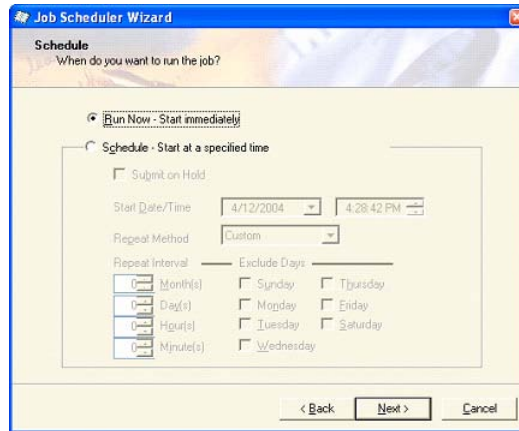 Job Scheduler Wizard
Schedule
When do you want to run the job?
Run Now - Start immediately
Schedule - Start at a specified time
Submit on Hold
Start Date/Time 4/12/2004 4:28:42 PM
Repeat Method Custom
Repeat Interval Exclude Days
0 Month(s) Sunday Thursday
0 Day(s) Monday Friday
0 Hour(s) Tuesday Saturday
0 Minute(s) Wednesday
< Back Next > Cancel